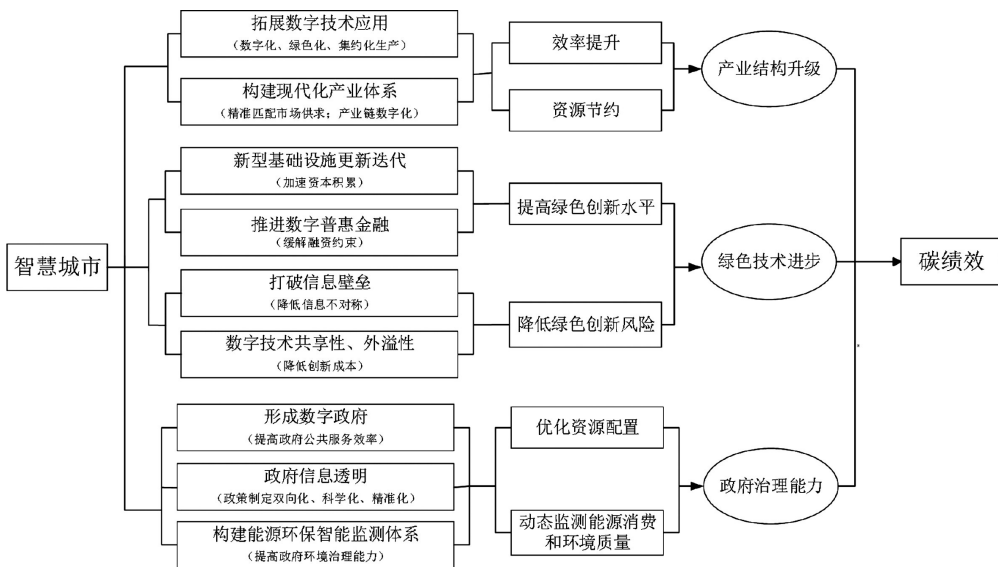 智慧城市
拓展数字技术应用
（数字化、绿色化、集约化生产）
构建现代化产业体系
（精准匹配市场供求；产业链数字化）
效率提升
资源节约
产业结构升级
新型基础设施更新迭代
（加速资本积累）
推进数字普惠金融
（缓解融资约束）
打破信息壁垒
（降低信息不对称）
数字技术共享性、外溢性
（降低创新成本）
提高绿色创新水平
降低绿色创新风险
绿色技术进步
形成数字政府
（提高政府公共服务效率）
政府信息透明
（政策制定双向化、科学化、精准化）
构建能源环保智能监测体系
（提高政府环境治理能力）
优化资源配置
动态监测能源消费
和环境质量
政府治理能力
碳绩效